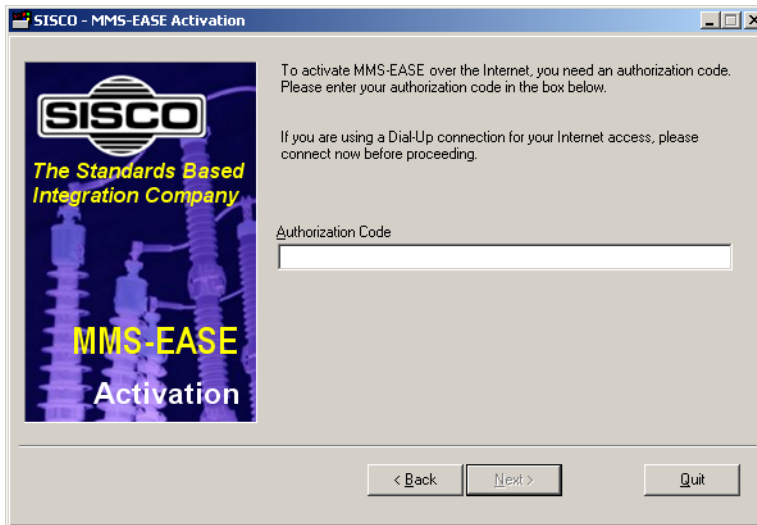 SISCO - MMS-EASE Activation
To activate MMS-EASE over the Internet, you need an authorization code.
Please enter your authorization code in the box below.
If you are using a Dial-Up connection for your Internet access, please
connect now before proceeding.
SISCO
The Standards Based
Integration Company
Authorization Code
MMS-EASE
Activation
< Back
Next >
Quit